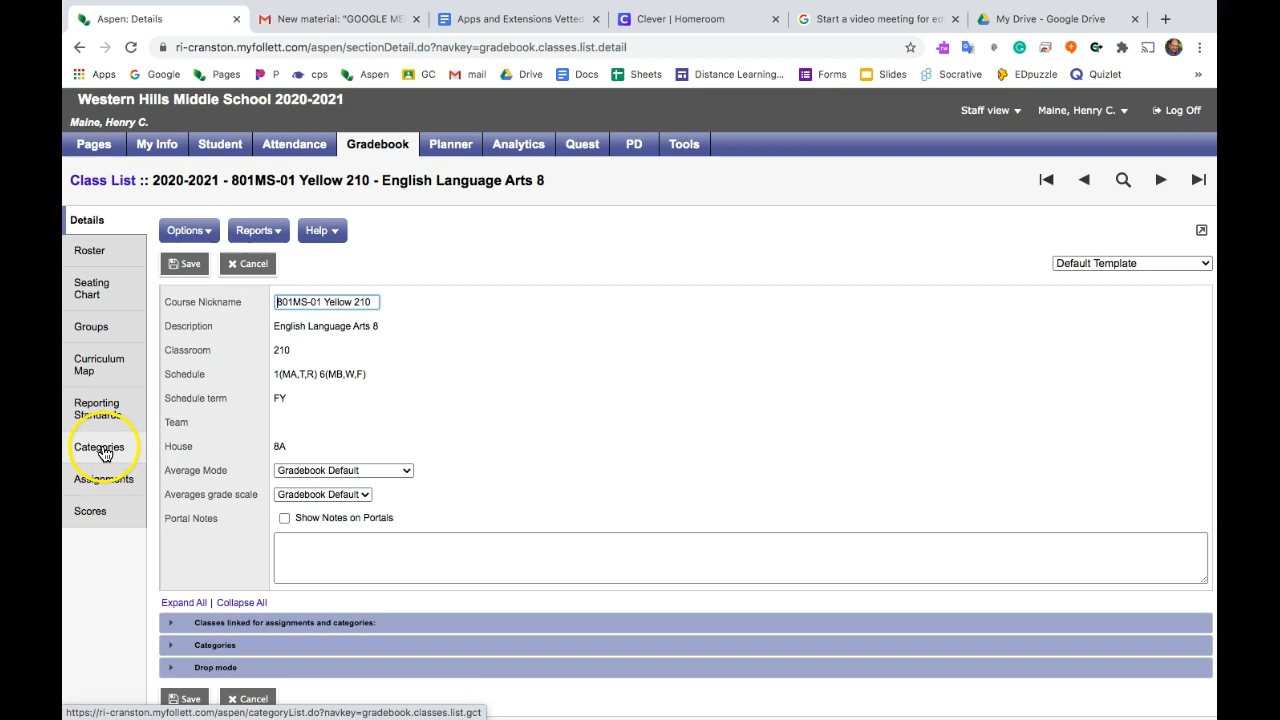 Aspen: Details
New material: "GOOGLE ME
Apps and Extensions Vetted
Clever | Homeroom
Start a video meeting for ed
My Drive - Google Drive
ri-cranston.myfollett.com/aspen/sectionDetail.do?navkey=gradebook.classes.list.detail
Apps Google Pages P cps Aspen GC mail Drive Docs Sheets Distance Learning... Forms Slides Socrative EDpuzzle Quizlet »
Western Hills Middle School 2020-2021
Maine, Henry C.
Staff view Maine, Henry C. Log Off
Pages My Info Student Attendance Gradebook Planner Analytics Quest PD Tools
Class List :: 2020-2021 - 801MS-01 Yellow 210 - English Language Arts 8
Details
Roster
Seating
Chart
Groups
Curriculum
Map
Reporting
Standards
Categories
Assignments
Scores
Options Reports Help
Save Cancel
Default Template
Course Nickname 801MS-01 Yellow 210
Description English Language Arts 8
Classroom 210
Schedule 1(MA,T,R) 6(MB,W,F)
Schedule term FY
Team
House 8A
Average Mode Gradebook Default
Averages grade scale Gradebook Default
Portal Notes Show Notes on Portals
Expand All | Collapse All
Classes linked for assignments and categories:
Categories
Drop mode
Save Cancel
https://ri-cranston.myfollett.com/aspen/categoryList.do?navkey=gradebook.classes.list.gct